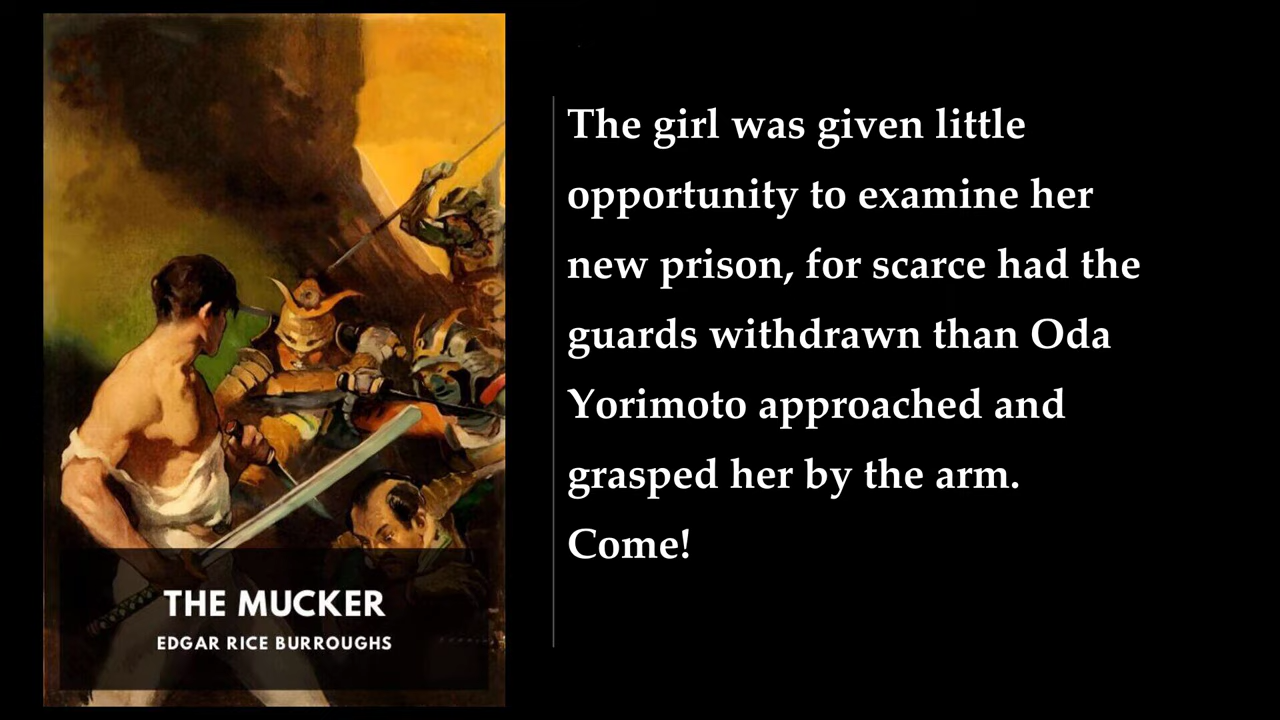 The girl was given little
opportunity to examine her
new prison, for scarce had the
guards withdrawn than Oda
Yorimoto approached and
grasped her by the arm.
Come!
THE MUCKER
EDGAR RICE BURROUGHS